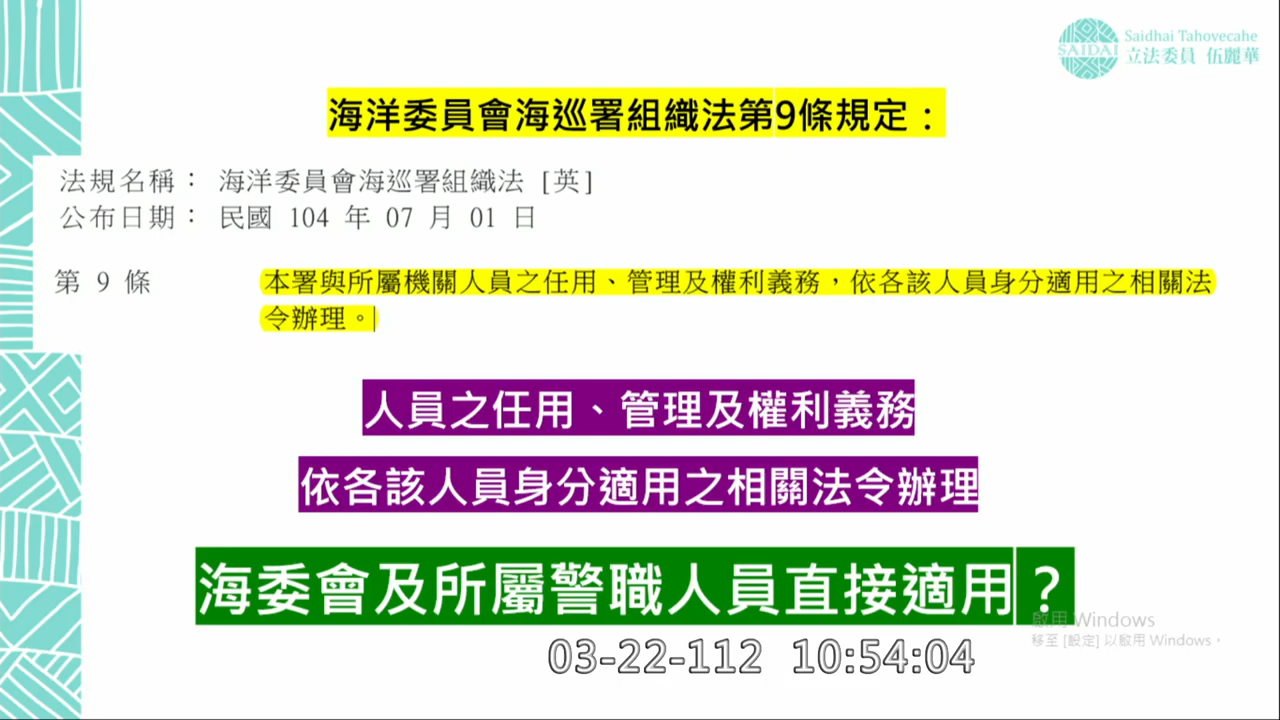 Saidhai Tahovecahe
SAIDAI
立法委員 伍麗華
海洋委員會海巡署組織法第9條規定：
法規名稱： 海洋委員會海巡署組織法 [英]
公布日期： 民國 104 年 07 月 01 日
第 9 條 本署與所屬機關人員之任用、管理及權利義務，依各該人員身分適用之相關法
令辦理。
人員之任用、管理及權利義務
依各該人員身分適用之相關法令辦理
海委會及所屬警職人員直接適用？
啟用 Windows
移至 [設定] 以啟用 Windows。
03-22-112 10:54:04